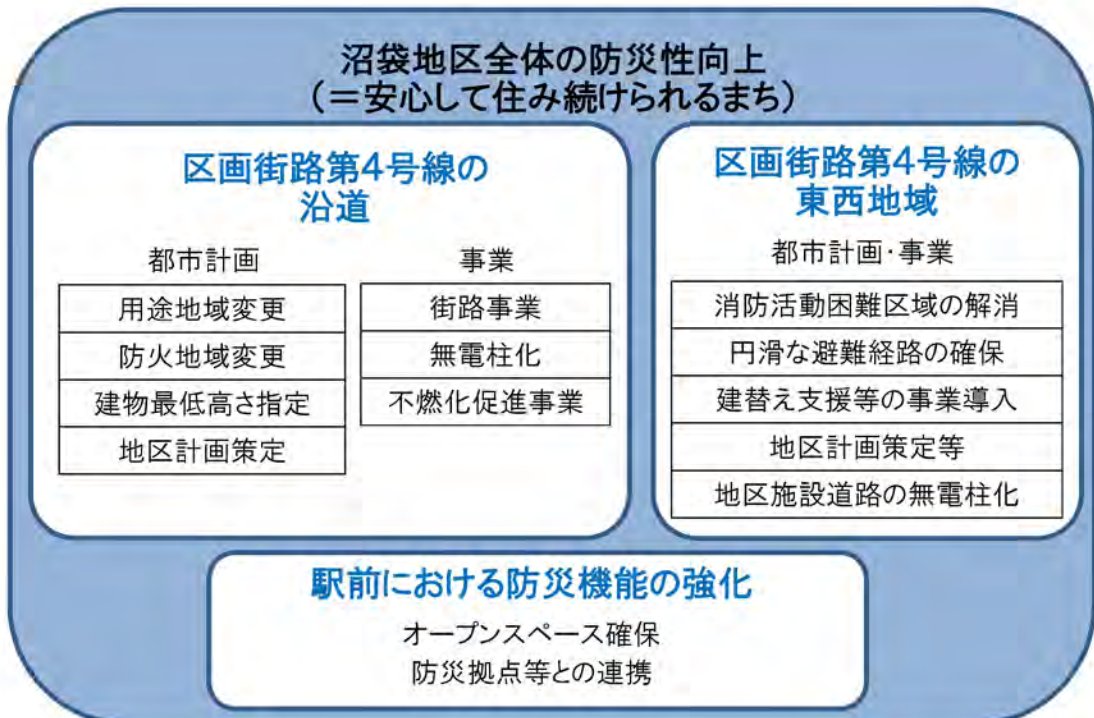 沼袋地区全体の防災性向上
(=安心して住み続けられるまち)
区画街路第4号線の
沿道
都市計画
用途地域変更
防火地域変更
建物最低高さ指定
地区計画策定
事業
街路事業
無電柱化
不燃化促進事業
区画街路第4号線の
東西地域
都市計画・事業
消防活動困難区域の解消
円滑な避難経路の確保
建替え支援等の事業導入
地区計画策定等
地区施設道路の無電柱化
駅前における防災機能の強化
オープンスペース確保
防災拠点等との連携